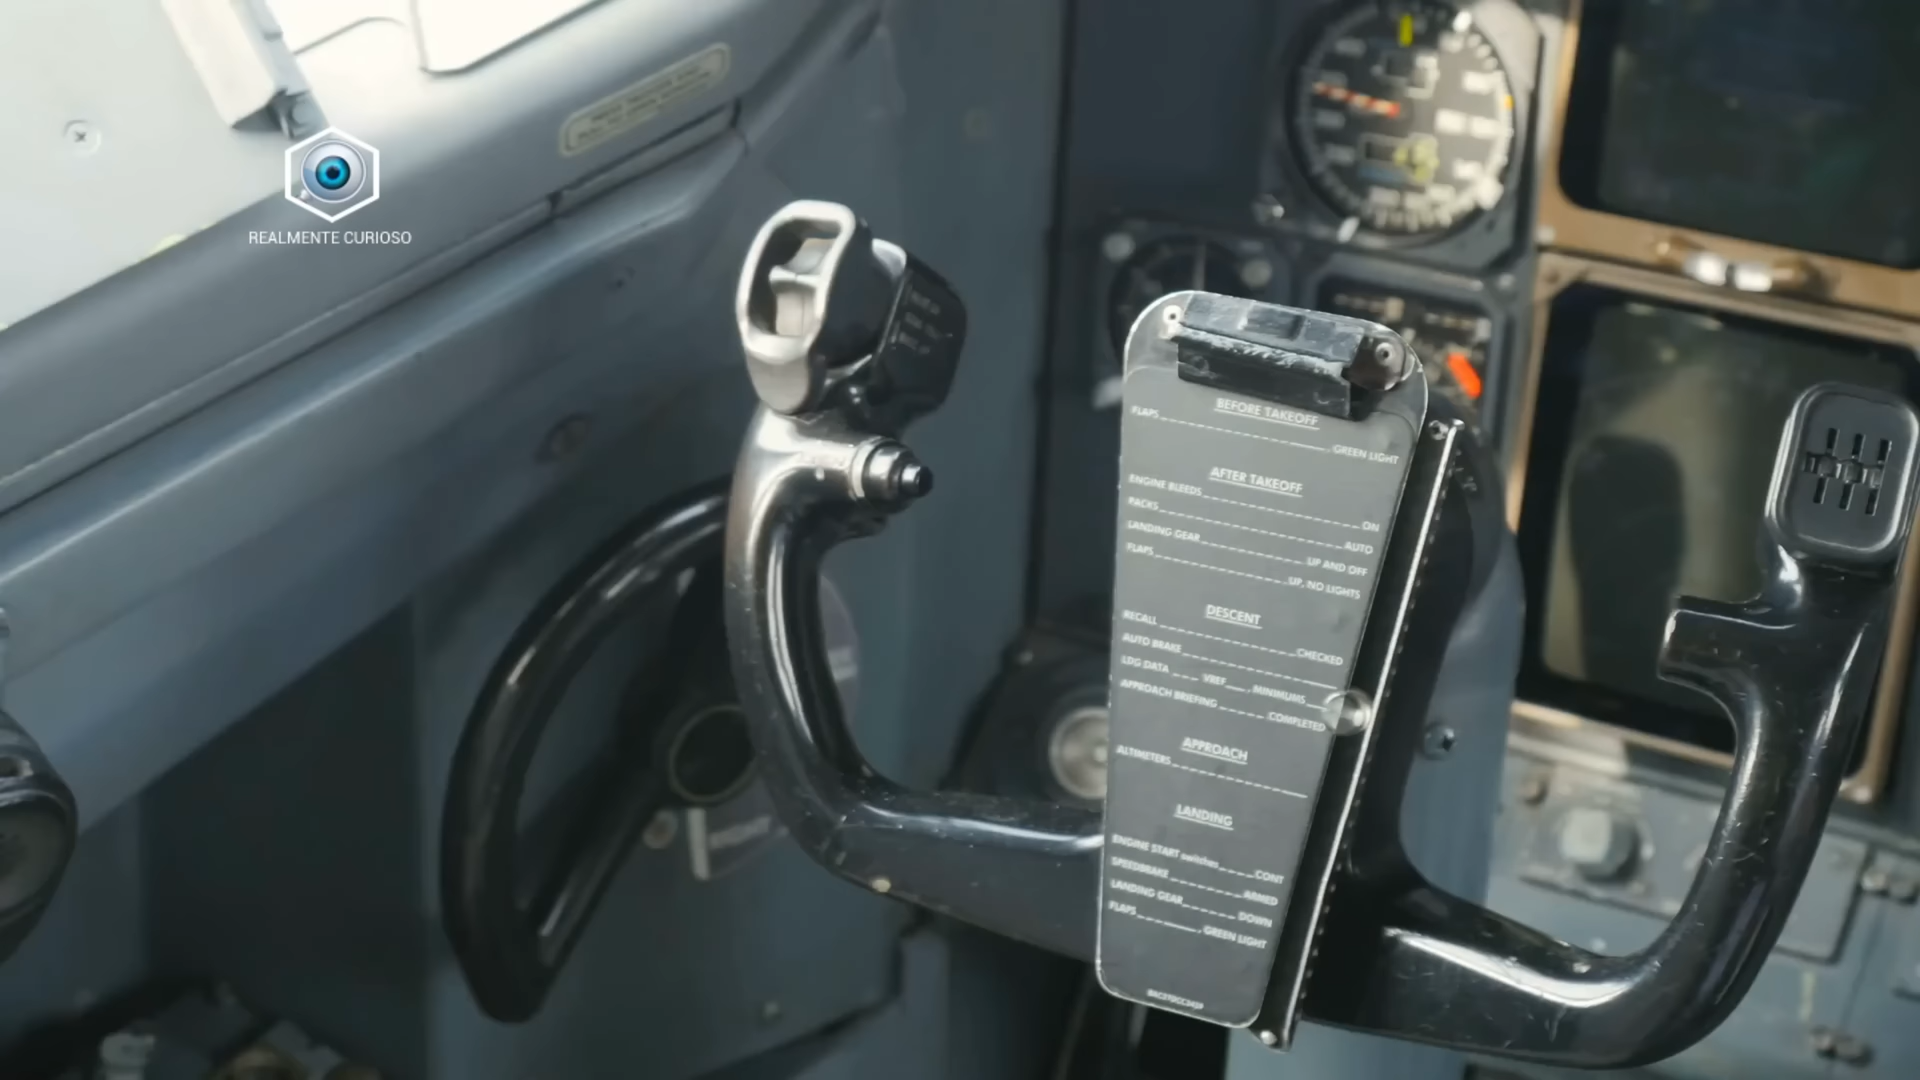 REALMENTE CURIOSO
BEFORE TAKEOFF
FLAPS , GREEN LIGHT
AFTER TAKEOFF
ENGINE BLEEDS ON
PACKS AUTO
LANDING GEAR UP AND OFF
FLAPS UP, NO LIGHTS
DESCENT
RECALL CHECKED
AUTO BRAKE
LDG DATA VREF , MINIMUMS
APPROACH BRIEFING COMPLETED
APPROACH
ALTIMETERS
LANDING
ENGINE START switches CONT
SPEEDBRAKE ARMED
LANDING GEAR DOWN
FLAPS , GREEN LIGHT